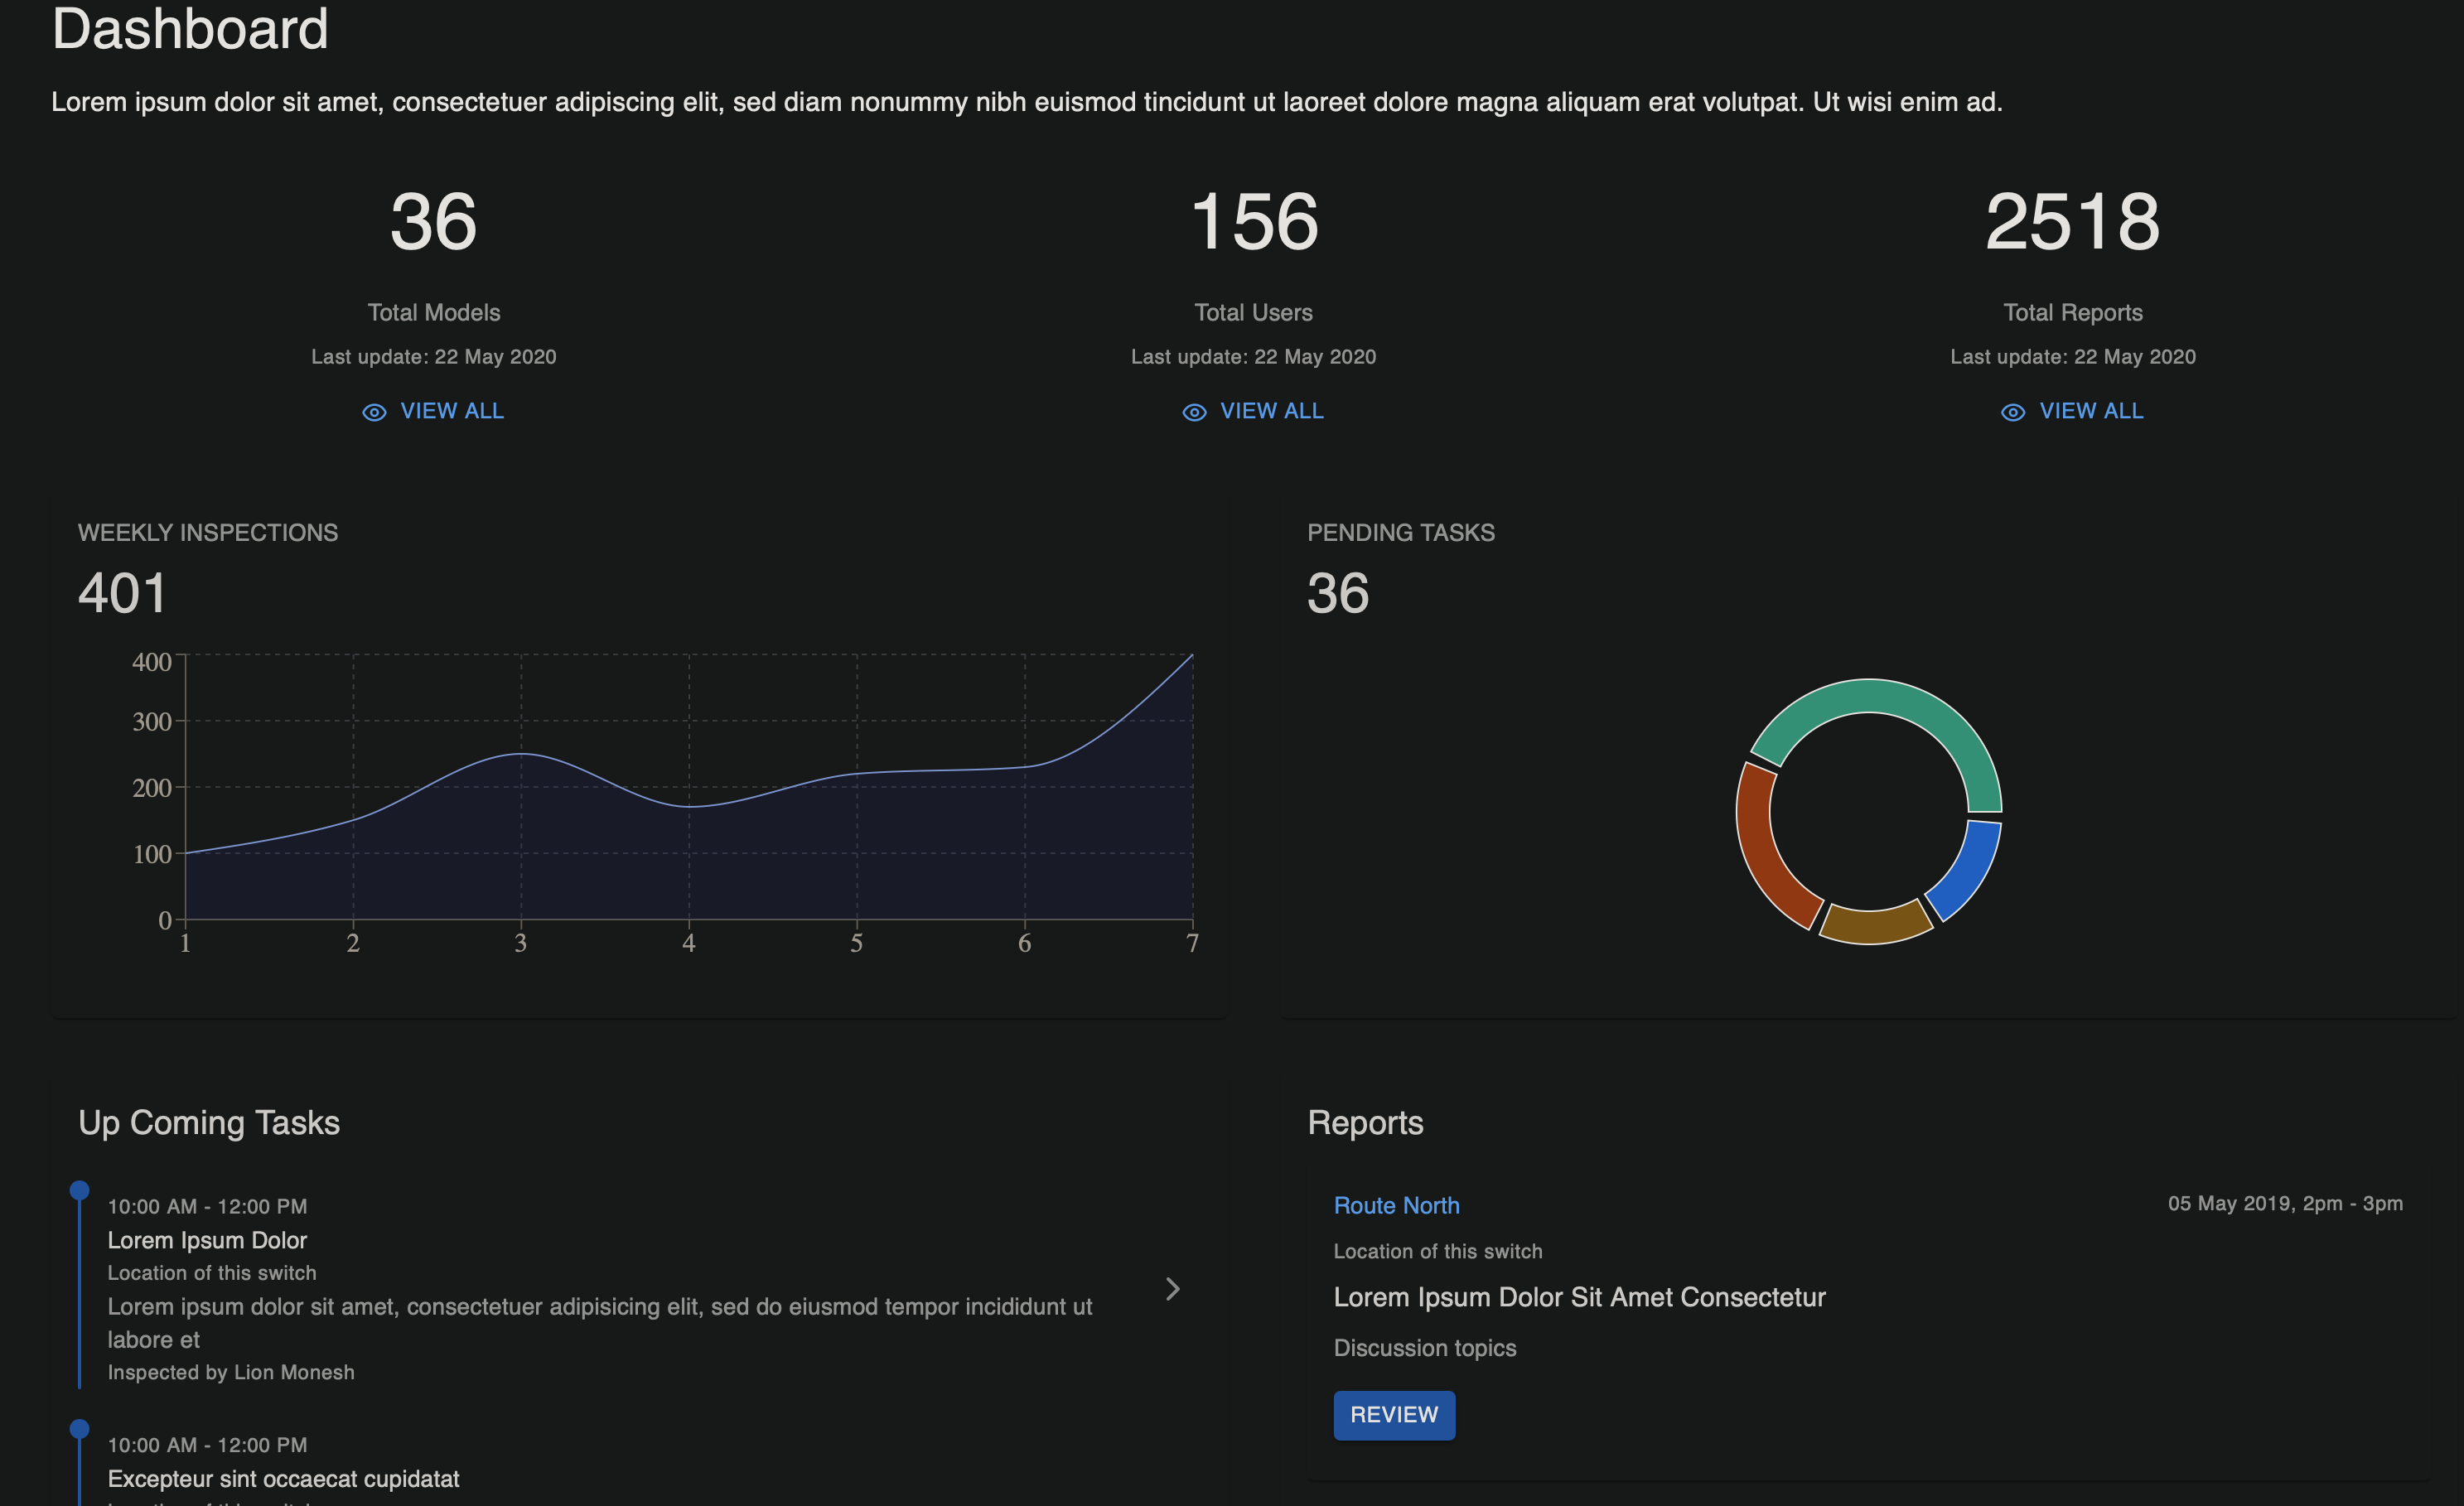 Dashboard
Lorem ipsum dolor sit amet, consectetuer adipiscing elit, sed diam nonummy nibh euismod tincidunt ut laoreet dolore magna aliquam erat volutpat. Ut wisi enim ad.
36
Total Models
Last update: 22 May 2020
VIEW ALL
156
Total Users
Last update: 22 May 2020
VIEW ALL
2518
Total Reports
Last update: 22 May 2020
VIEW ALL
WEEKLY INSPECTIONS
401
400
300
200
100
0
1 2 3 4 5 6 7
PENDING TASKS
36
Up Coming Tasks
10:00 AM - 12:00 PM
Lorem Ipsum Dolor
Location of this switch
Lorem ipsum dolor sit amet, consectetuer adipisicing elit, sed do eiusmod tempor incididunt ut
labore et
Inspected by Lion Monesh
10:00 AM - 12:00 PM
Excepteur sint occaecat cupidatat
Reports
Route North
05 May 2019, 2pm - 3pm
Location of this switch
Lorem Ipsum Dolor Sit Amet Consectetur
Discussion topics
REVIEW